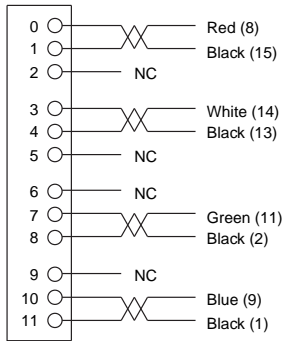 0 Red (8)
1 Black (15)
2 NC
3 White (14)
4 Black (13)
5 NC
6 NC
7 Green (11)
8 Black (2)
9 NC
10 Blue (9)
11 Black (1)